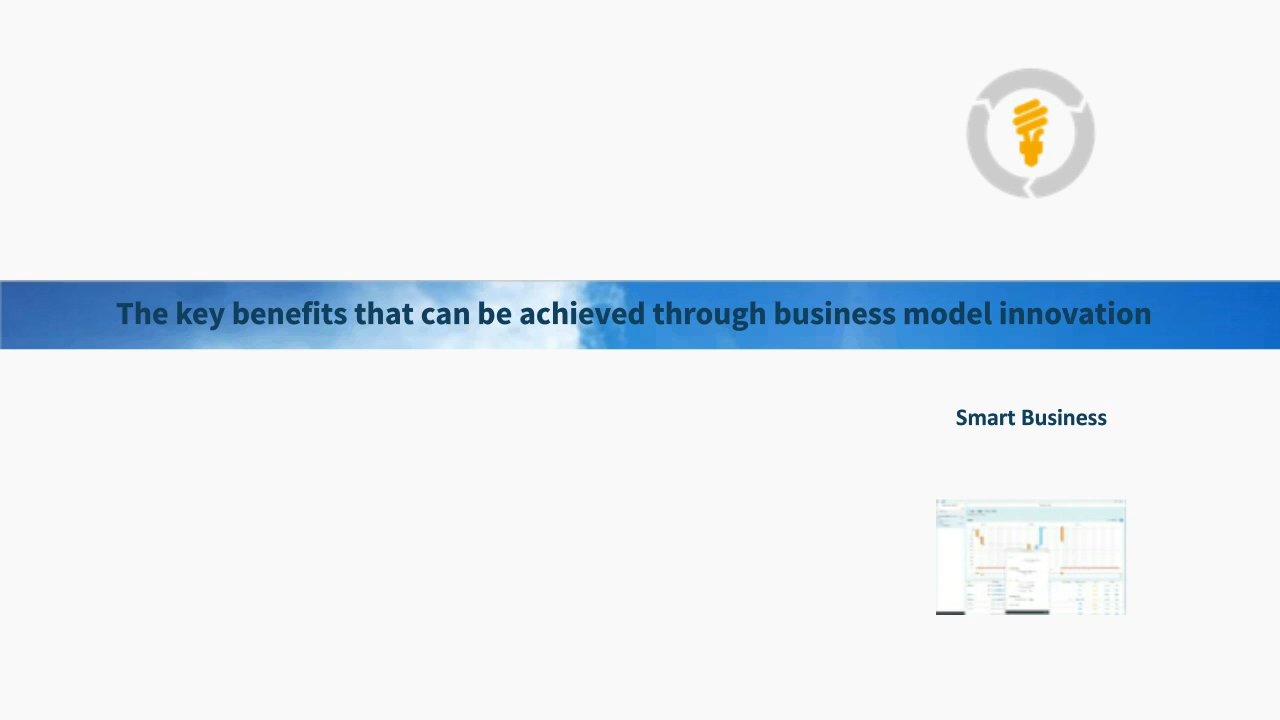 The key benefits that can be achieved through business model innovation
Smart Business